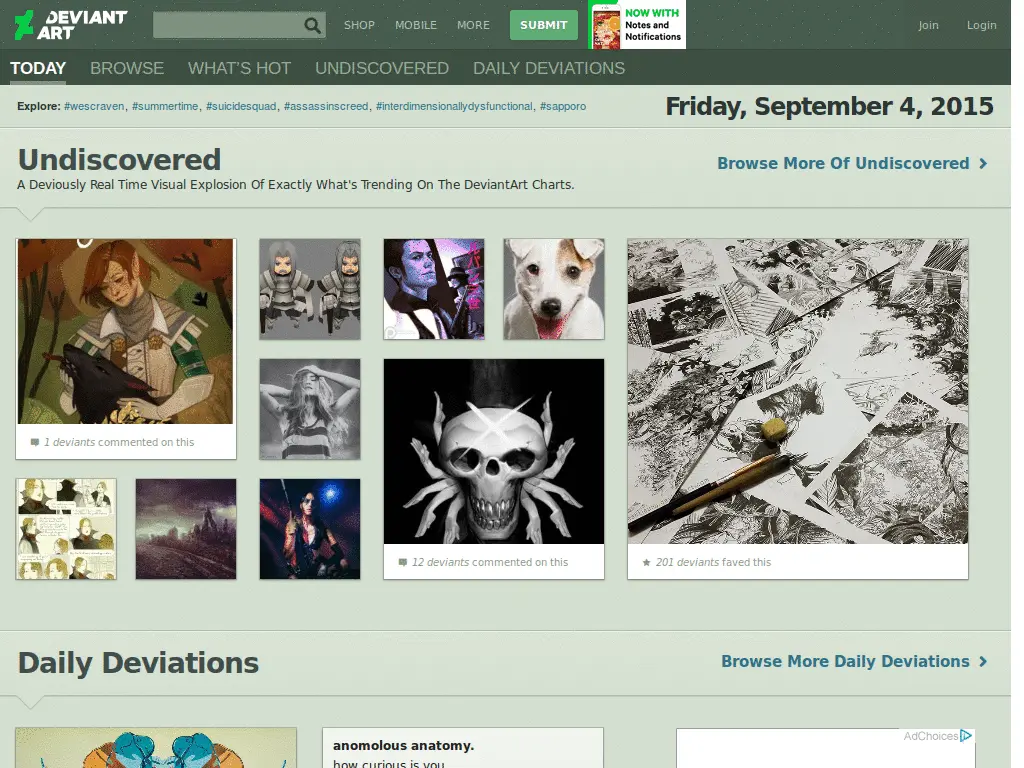 DEVIANT ART
SHOP MOBILE MORE SUBMIT
NOW WITH
Notes and
Notifications
Join Login
TODAY BROWSE WHAT'S HOT UNDISCOVERED DAILY DEVIATIONS
Explore: #wescraven, #summertime, #suicidesquad, #assassinscreed, #interdimensionallydysfunctional, #sapporo
Friday, September 4, 2015
Undiscovered
Browse More Of Undiscovered
A Deviously Real Time Visual Explosion Of Exactly What's Trending On The DeviantArt Charts.
1 deviants commented on this
12 deviants commented on this
201 deviants faved this
Daily Deviations
Browse More Daily Deviations
anomolous anatomy.
how curious is you
AdChoices